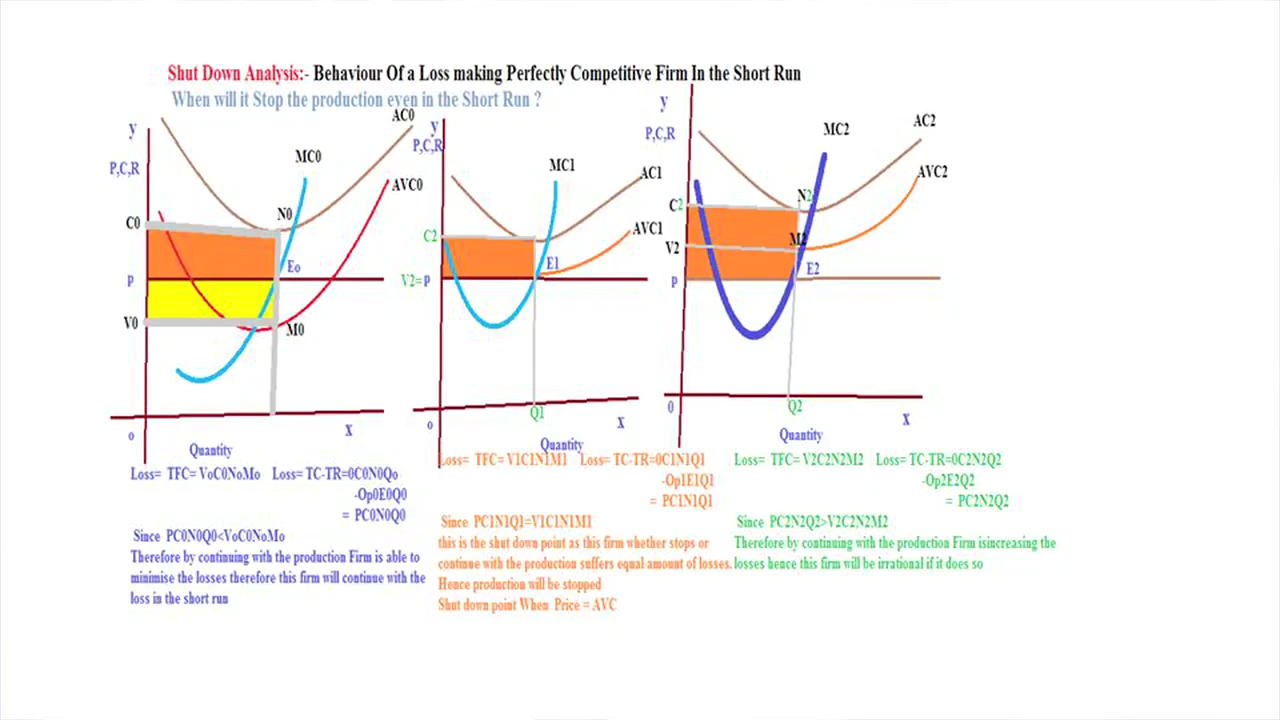 Shut Down Analysis:- Behaviour Of a Loss making Perfectly Competitive Firm In the Short Run
When will it Stop the production even in the Short Run ?
y
P,C,R
C0
P
V0
o
MC0
AC0
AVC0
N0
Eo
M0
x
Quantity
Loss= TFC= VoC0NoMo Loss= TC-TR=0C0N0Qo
-Op0E0Q0
= PC0N0Q0
Since PC0N0Q0<VoC0NoMo
Therefore by continuing with the production Firm is able to
minimise the losses therefore this firm will continue with the
loss in the short run
y
P,C,R
C2
V2=P
o
MC1
AC1
AVC1
E1
Q1
x
Quantity
Loss= TFC= V1C1N1M1 Loss= TC-TR=0C1N1Q1
-Op1E1Q1
= PC1N1Q1
Since PC1N1Q1=V1C1N1M1
this is the shut down point as this firm whether stops or
continue with the production suffers equal amount of losses.
Hence production will be stopped
Shut down point When Price = AVC
y
P,C,R
C2
V2
P
0
MC2
AC2
AVC2
N2
M2
E2
Q2
x
Quantity
Loss= TFC= V2C2N2M2 Loss= TC-TR=0C2N2Q2
-Op2E2Q2
= PC2N2Q2
Since PC2N2Q2>V2C2N2M2
Therefore by continuing with the production Firm isincreasing the
losses hence this firm will be irrational if it does so